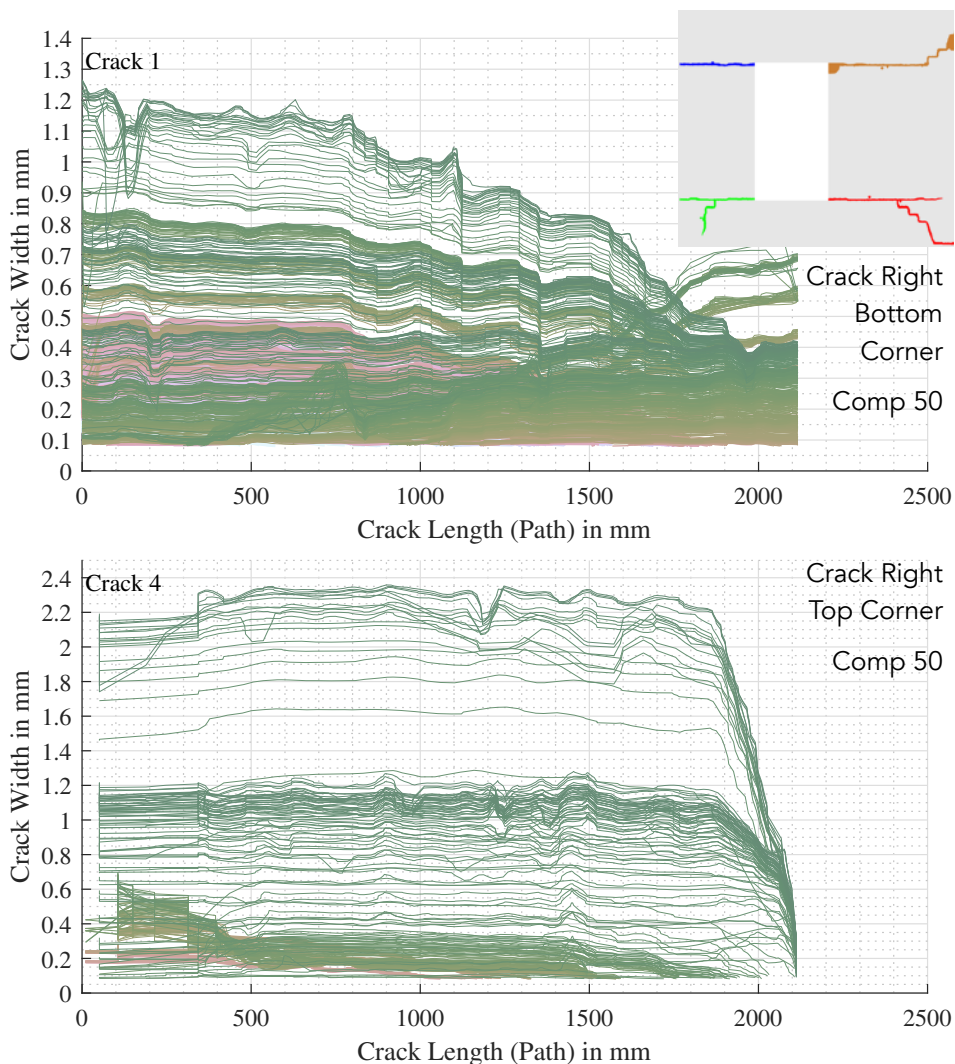 Crack 1
1.4
1.3
1.2
1.1
1
0.9
0.8
0.7
0.6
0.5
0.4
0.3
0.2
0.1
0
Crack Width in mm
Crack Right
Bottom
Corner
Comp 50
0 500 1000 1500 2000 2500
Crack Length (Path) in mm
Crack 4
2.4
2.2
2
1.8
1.6
1.4
1.2
1
0.8
0.6
0.4
0.2
0
Crack Width in mm
Crack Right
Top Corner
Comp 50
0 500 1000 1500 2000 2500
Crack Length (Path) in mm